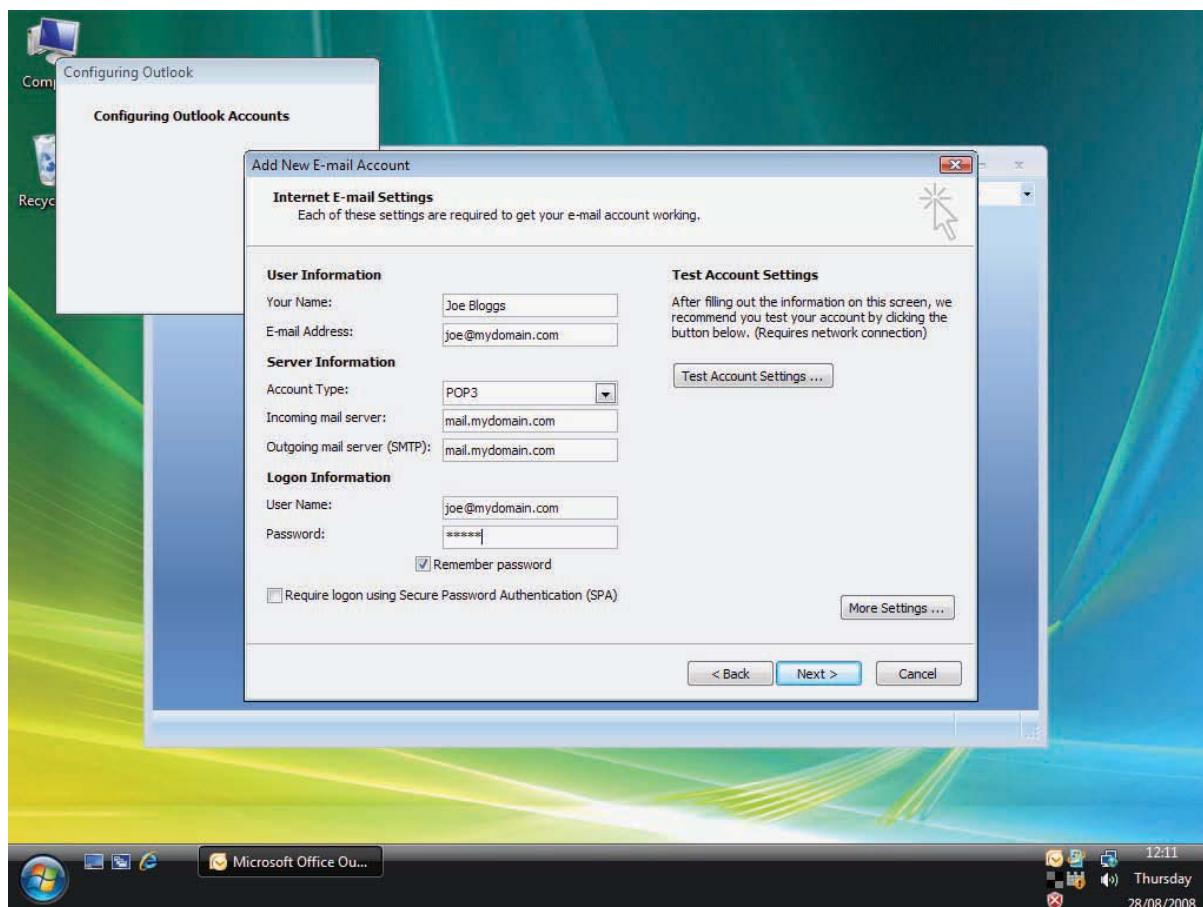 Comp
Configuring Outlook
Configuring Outlook Accounts
Recyc
Add New E-mail Account
Internet E-mail Settings
Each of these settings are required to get your e-mail account working.
User Information
Your Name:
Joe Bloggs
E-mail Address:
joe@mydomain.com
Server Information
Account Type:
POP3
Incoming mail server:
mail.mydomain.com
Outgoing mail server (SMTP):
mail.mydomain.com
Logon Information
User Name:
joe@mydomain.com
Password:
*****
Remember password
Require logon using Secure Password Authentication (SPA)
Test Account Settings
After filling out the information on this screen, we
recommend you test your account by clicking the
button below. (Requires network connection)
Test Account Settings ...
More Settings ...
< Back
Next >
Cancel
Microsoft Office Ou...
12:11
Thursday
28/08/2008